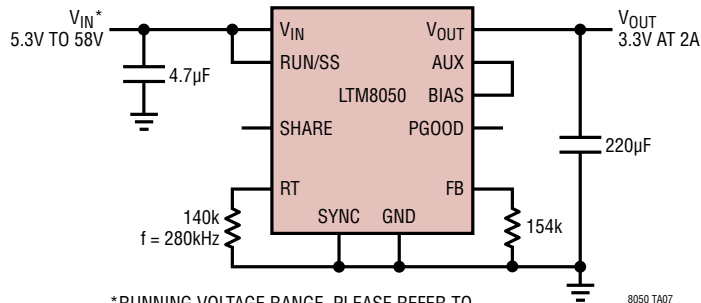 VIN*
5.3V TO 58V
4.7µF
VIN
RUN/SS
SHARE
RT
LTM8050
VOUT
AUX
BIAS
PGOOD
FB
SYNC GND
VOUT
3.3V AT 2A
220µF
140k
f = 280kHz
154k
*RUNNING VOLTAGE RANGE. PLEASE REFER TO
8050 TA07